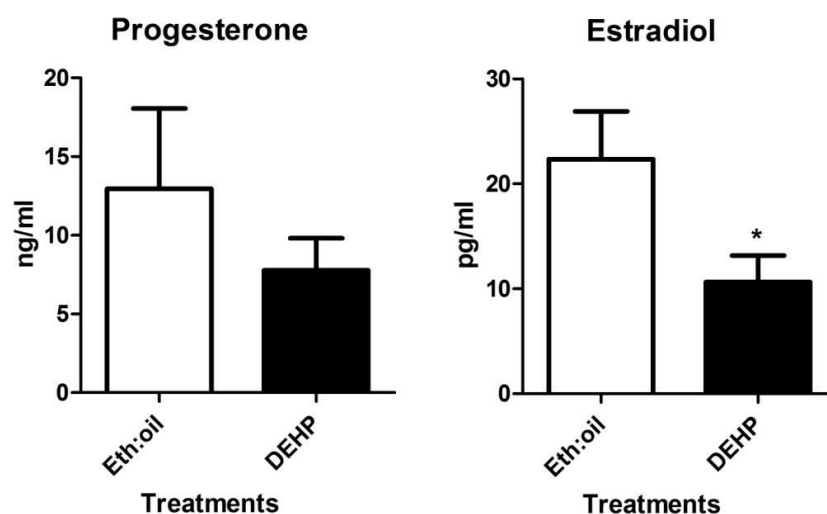 Progesterone
20
15
10
5
0
ng/ml
Eth:oil
DEHP
Treatments
Estradiol
30
20
10
0
pg/ml
*
Eth:oil
DEHP
Treatments